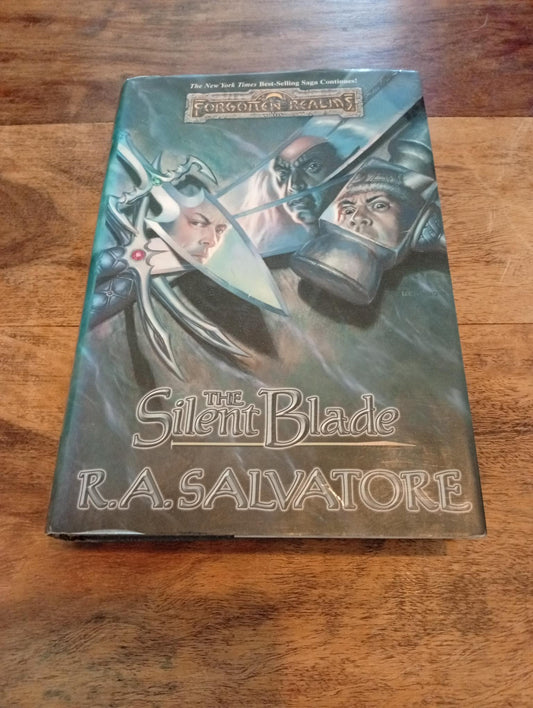 The New York Times Best-Selling Saga Continues!
FORGOTTEN REALMS
THE
Silent Blade
R.A. SALVATORE